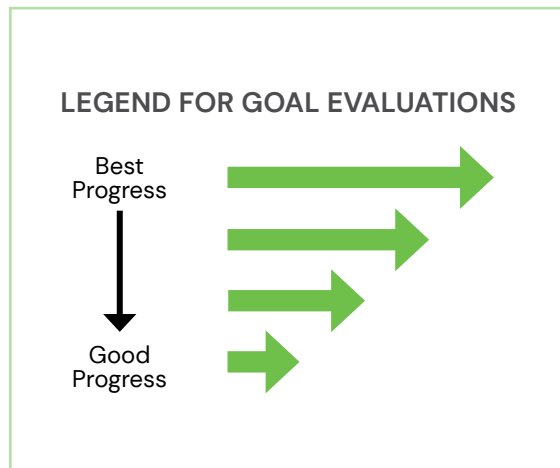 LEGEND FOR GOAL EVALUATIONS
Best
Progress
Good
Progress